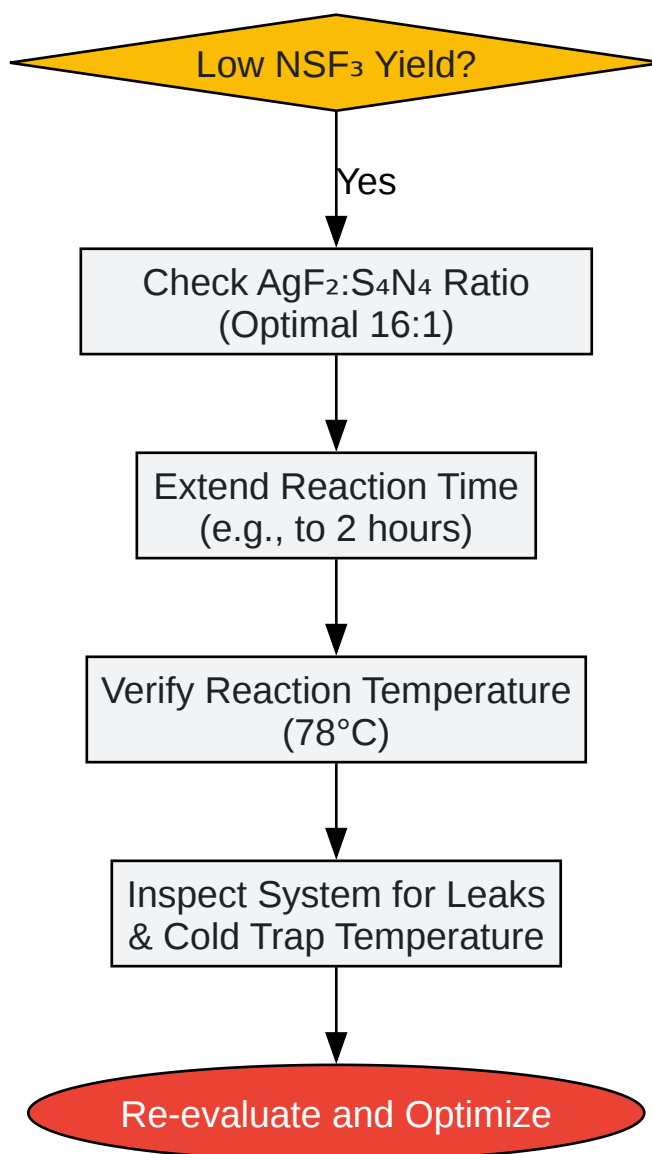 Low NSF₃ Yield?
Yes
Check AgF₂:S₄N₄ Ratio
(Optimal 16:1)
Extend Reaction Time
(e.g., to 2 hours)
Verify Reaction Temperature
(78°C)
Inspect System for Leaks
& Cold Trap Temperature
Re-evaluate and Optimize